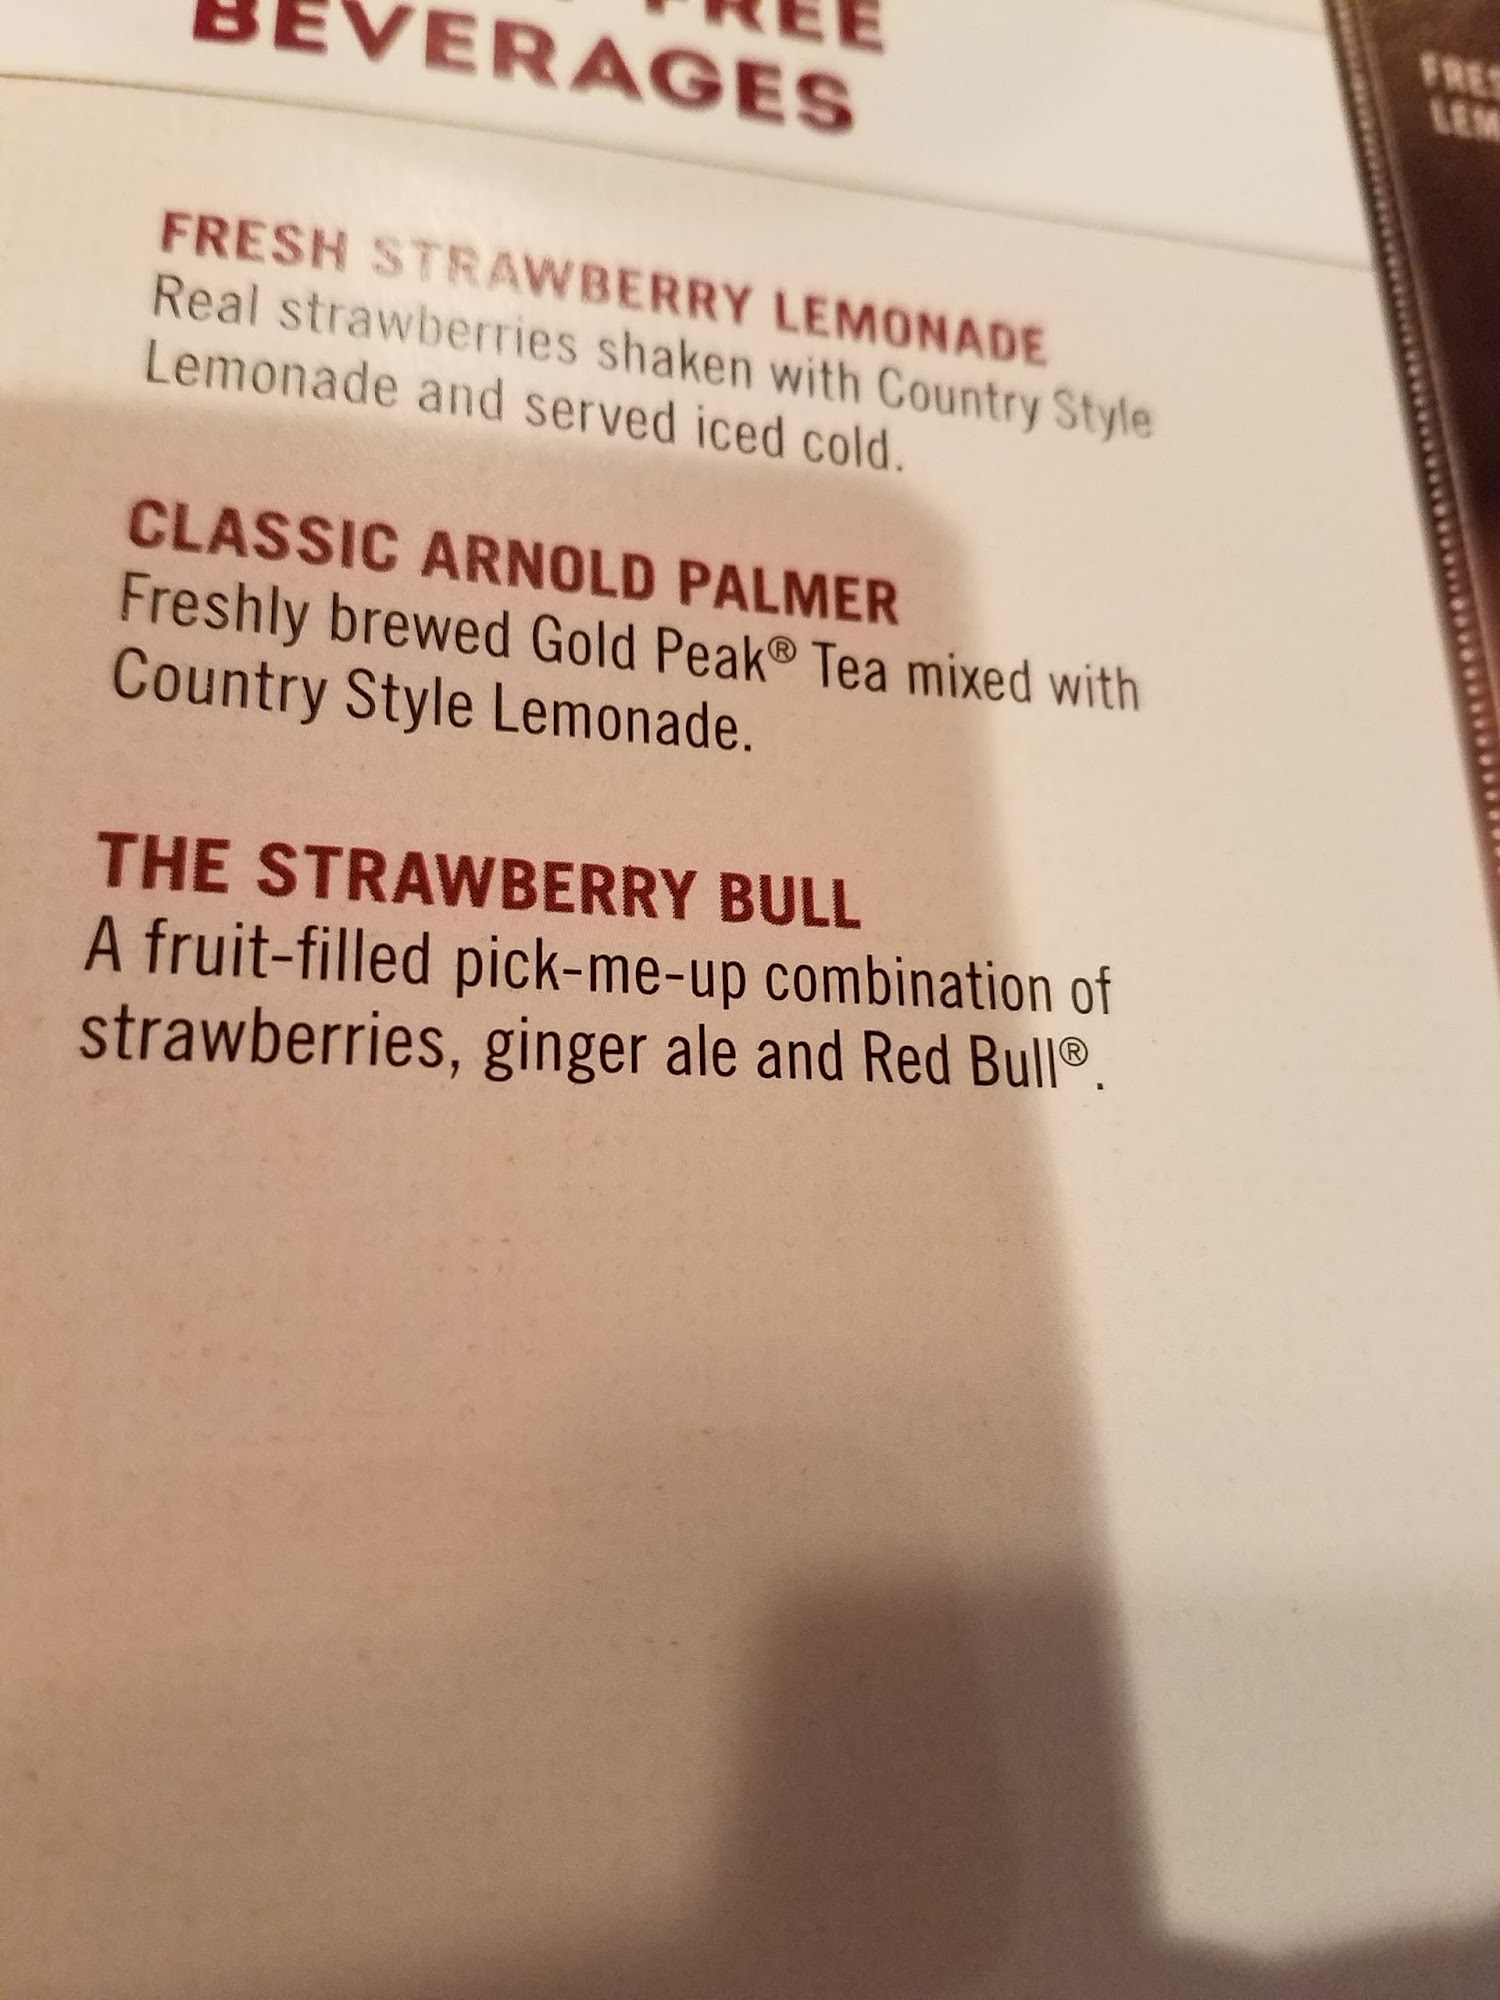 FREE
BEVERAGES
FRESH STRAWBERRY LEMONADE
Real strawberries shaken with Country Style
Lemonade and served iced cold.
CLASSIC ARNOLD PALMER
Freshly brewed Gold Peak® Tea mixed with
Country Style Lemonade.
THE STRAWBERRY BULL
A fruit-filled pick-me-up combination of
strawberries, ginger ale and Red Bull®.